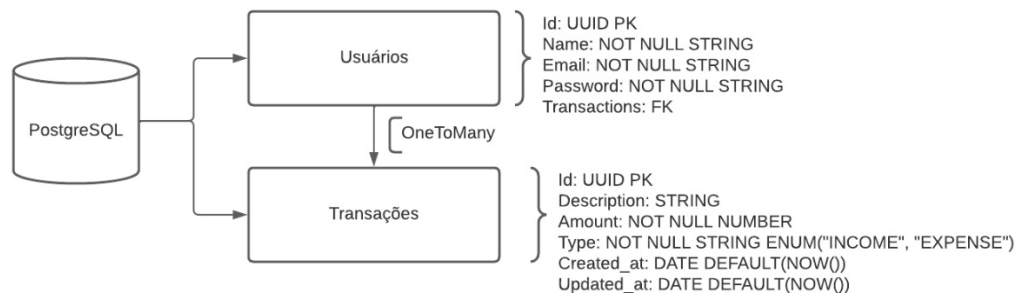 PostgreSQL
Usuários
Id: UUID PK
Name: NOT NULL STRING
Email: NOT NULL STRING
Password: NOT NULL STRING
Transactions: FK
OneToMany
Transações
Id: UUID PK
Description: STRING
Amount: NOT NULL NUMBER
Type: NOT NULL STRING ENUM("INCOME", "EXPENSE")
Created_at: DATE DEFAULT(NOW())
Updated_at: DATE DEFAULT(NOW())